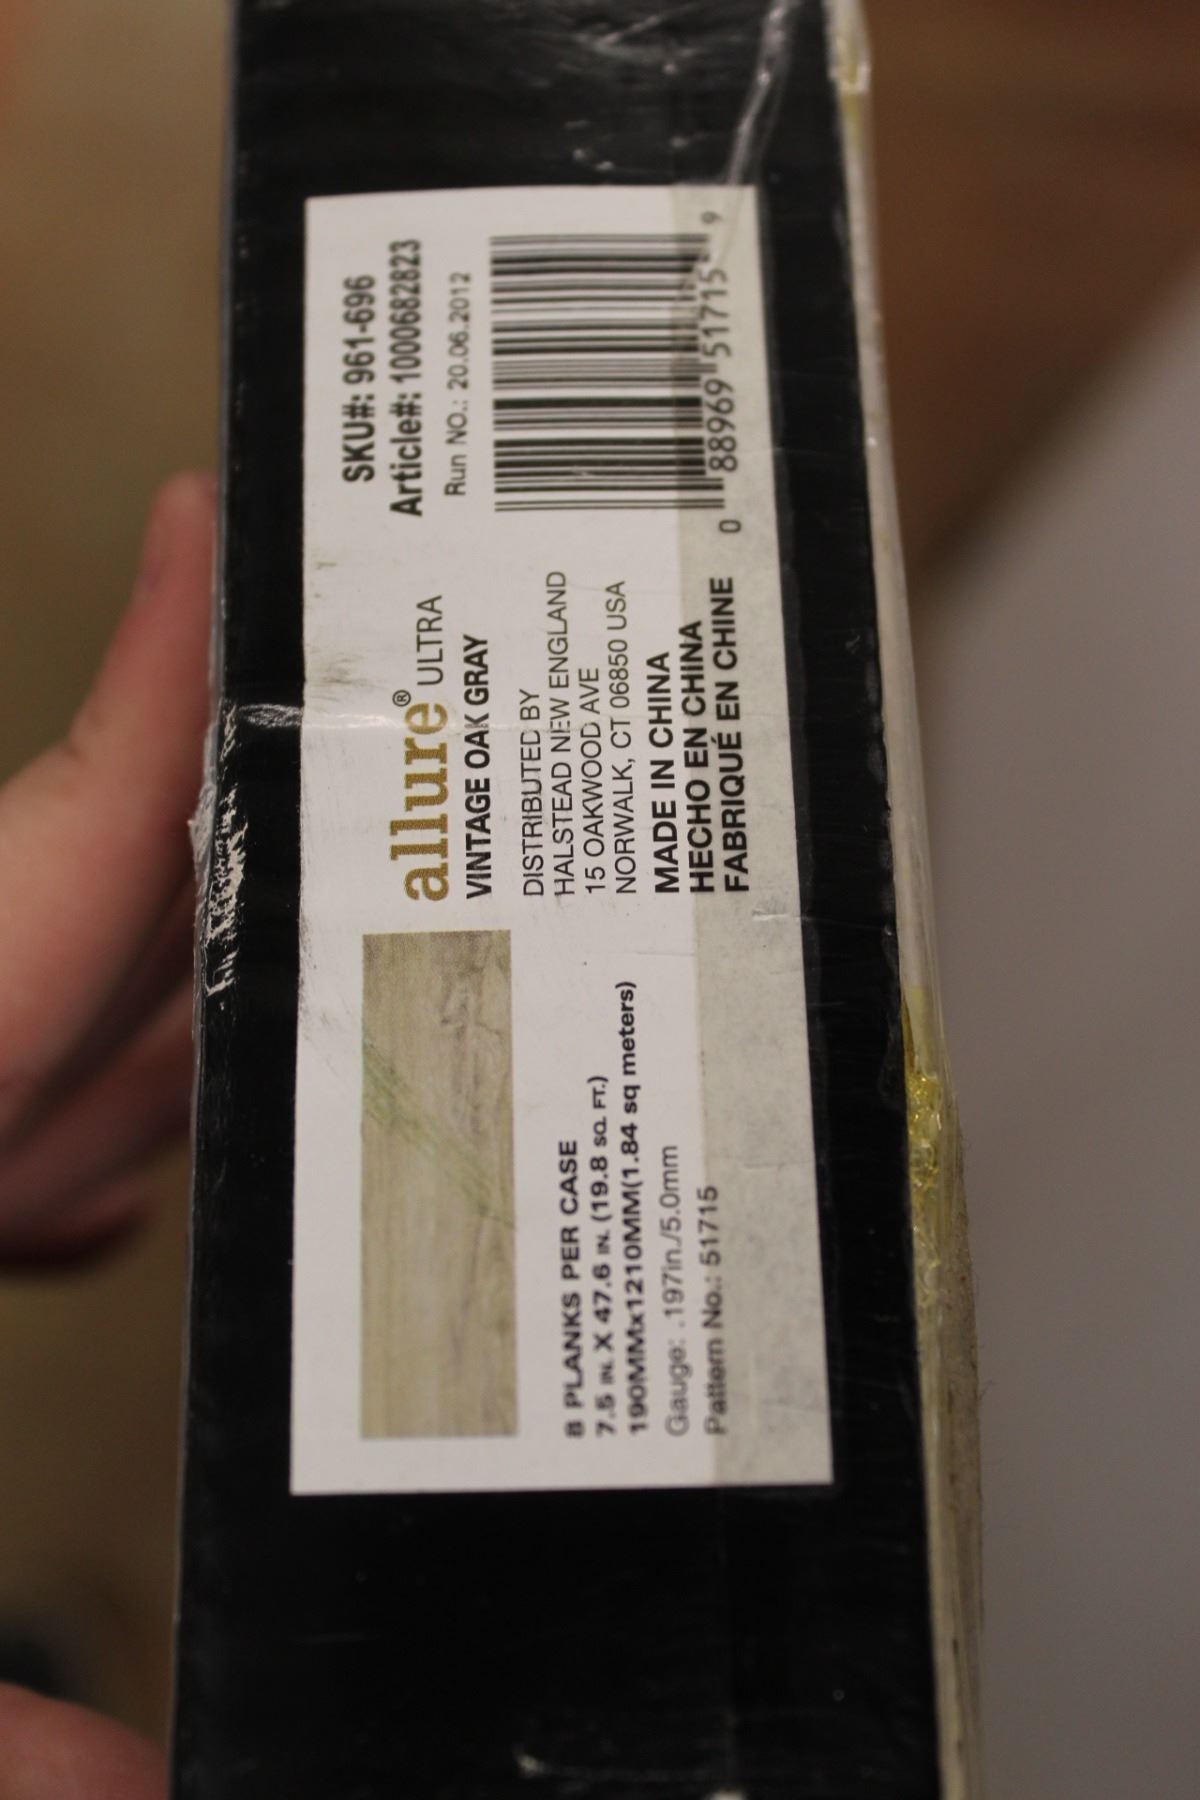 8 PLANKS PER CASE
7.5 IN. X 47.6 IN. (19.8 SQ. FT.)
190MMx1210MM(1.84 sq meters)
Gauge: .197in./5.0mm
Pattern No.: 51715
allure® ULTRA
VINTAGE OAK GRAY
DISTRIBUTED BY
HALSTEAD NEW ENGLAND
15 OAKWOOD AVE
NORWALK, CT 06850 USA
MADE IN CHINA
HECHO EN CHINA
FABRIQUÉ EN CHINE
SKU#: 961-696
Article#: 1000682823
Run NO.: 20.06.2012
0 88969 51715 9